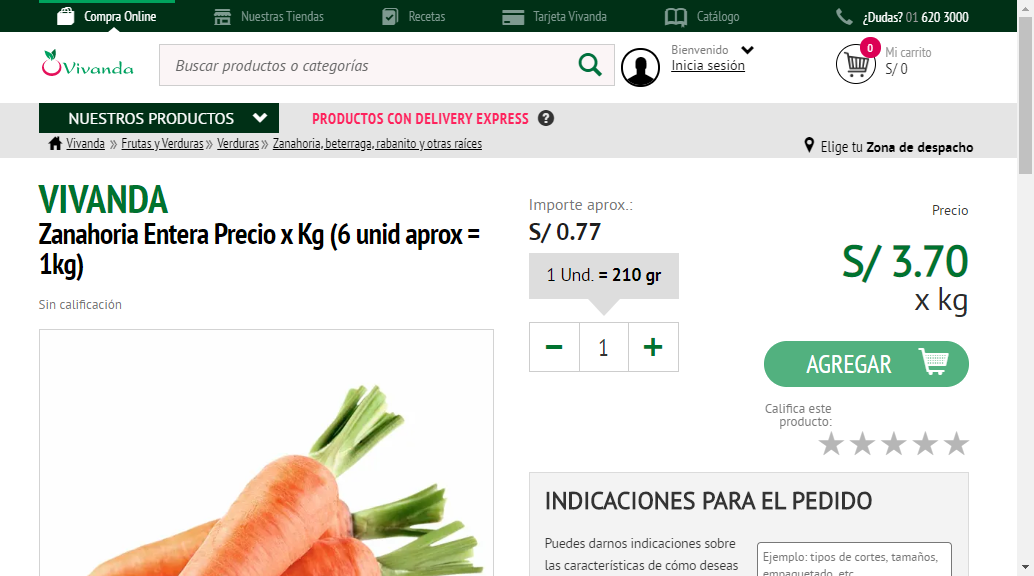 Compra Online
Nuestras Tiendas
Recetas
Tarjeta Vivanda
Catálogo
¿Dudas? 01 620 3000
Vivanda
Buscar productos o categorías
Bienvenido
Inicia sesión
0
Mi carrito
S/ 0
NUESTROS PRODUCTOS
PRODUCTOS CON DELIVERY EXPRESS ?
Vivanda » Frutas y Verduras » Verduras » Zanahoria, beterraga, rabanito y otras raíces
Elige tu Zona de despacho
VIVANDA
Zanahoria Entera Precio x Kg (6 unid aprox =
1kg)
Sin calificación
Importe aprox.:
S/ 0.77
1 Und. = 210 gr
− 1 +
Precio
S/ 3.70
x kg
AGREGAR
Califica este
producto:
INDICACIONES PARA EL PEDIDO
Puedes darnos indicaciones sobre
las características de cómo deseas
Ejemplo: tipos de cortes, tamaños,
empaquetado, etc.